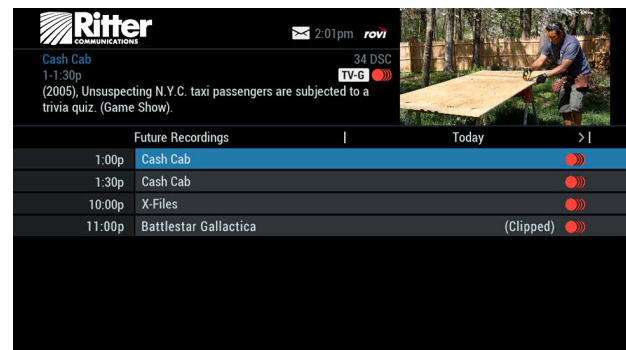 Ritter
COMMUNICATIONS
2:01pm rovi
Cash Cab 34 DSC
1-1:30p TV-G
(2005), Unsuspecting N.Y.C. taxi passengers are subjected to a
trivia quiz. (Game Show).
Future Recordings | Today >|
1:00p Cash Cab
1:30p Cash Cab
10:00p X-Files
11:00p Battlestar Gallactica (Clipped)